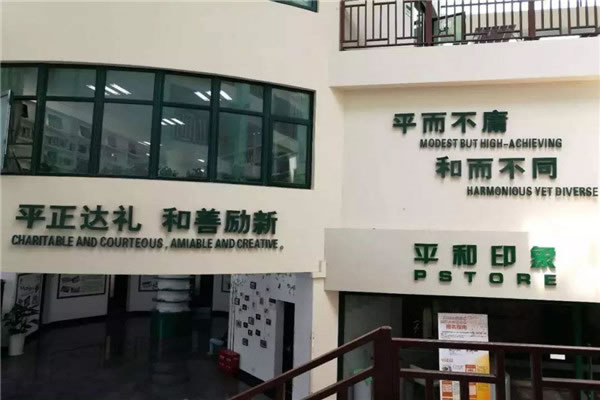 平而不庸
MODEST BUT HIGH-ACHIEVING
和而不同
HARMONIOUS YET DIVERSE
平正达礼 和善励新
CHARITABLE AND COURTEOUS , AMIABLE AND CREATIVE ,
平和印象
PSTORE